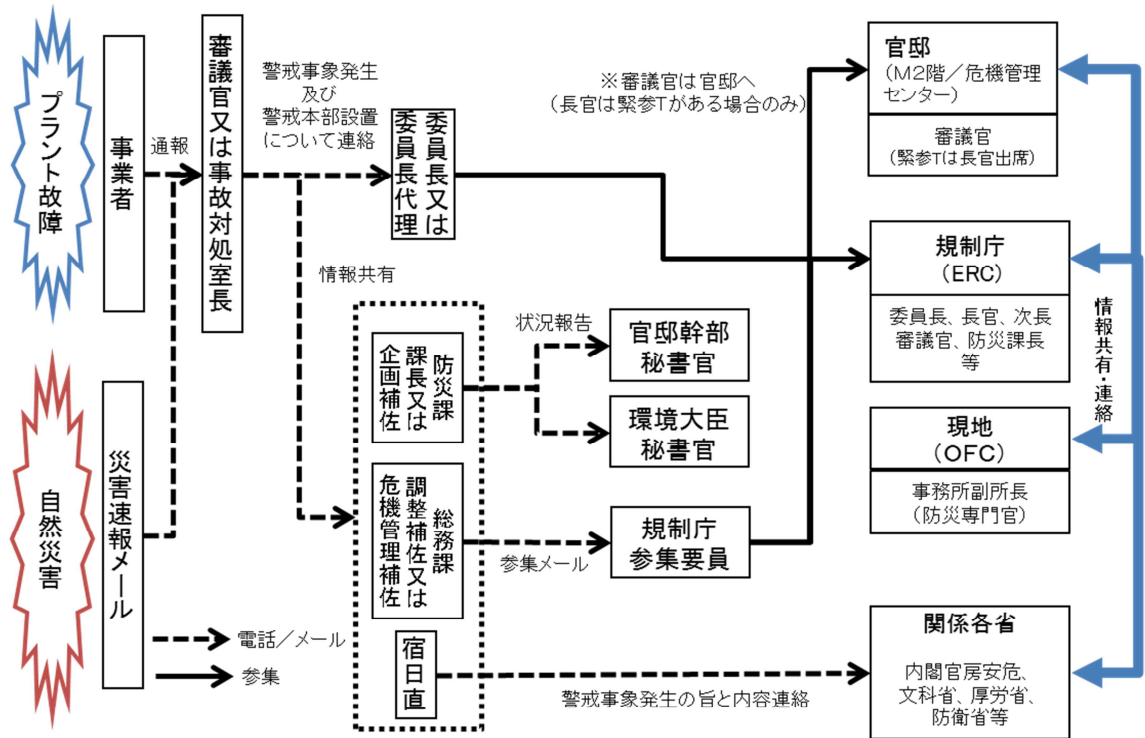 プラント故障
自然災害
事業者
災害速報メール
通報
審議官又は事故対処室長
警戒事象発生
及び
警戒本部設置
について連絡
委員長又は
委員長代理
※審議官は官邸へ
（長官は緊参Tがある場合のみ）
情報共有
防災課
課長又は
企画補佐
総務課
調整補佐又は
危機管理補佐
宿日直
状況報告
官邸幹部
秘書官
環境大臣
秘書官
参集メール
規制庁
参集要員
警戒事象発生の旨と内容連絡
官邸
（M2階／危機管理
センター）
審議官
（緊参Tは長官出席）
規制庁
（ERC）
委員長、長官、次長
審議官、防災課長
等
現地
（OFC）
事務所副所長
（防災専門官）
関係各省
内閣官房安危、
文科省、厚労省、
防衛省等
情報共有・連絡
電話／メール
参集